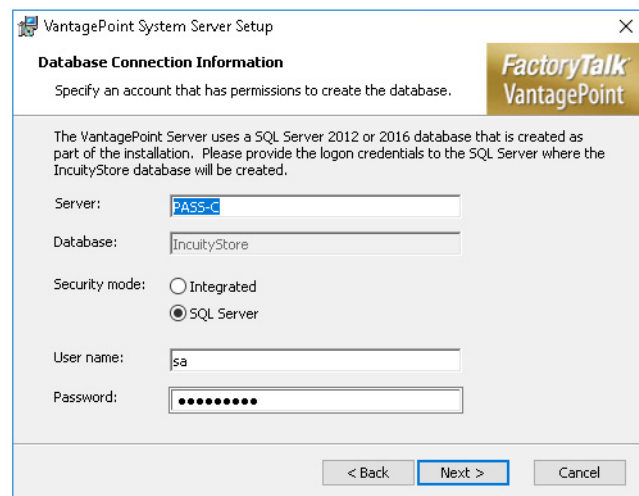 VantagePoint System Server Setup
Database Connection Information
Specify an account that has permissions to create the database.
FactoryTalk
VantagePoint
The VantagePoint Server uses a SQL Server 2012 or 2016 database that is created as
part of the installation. Please provide the logon credentials to the SQL Server where the
IncuityStore database will be created.
Server: PASS-C
Database: IncuityStore
Security mode: Integrated
SQL Server
User name: sa
Password: ●●●●●●●●●
< Back Next > Cancel